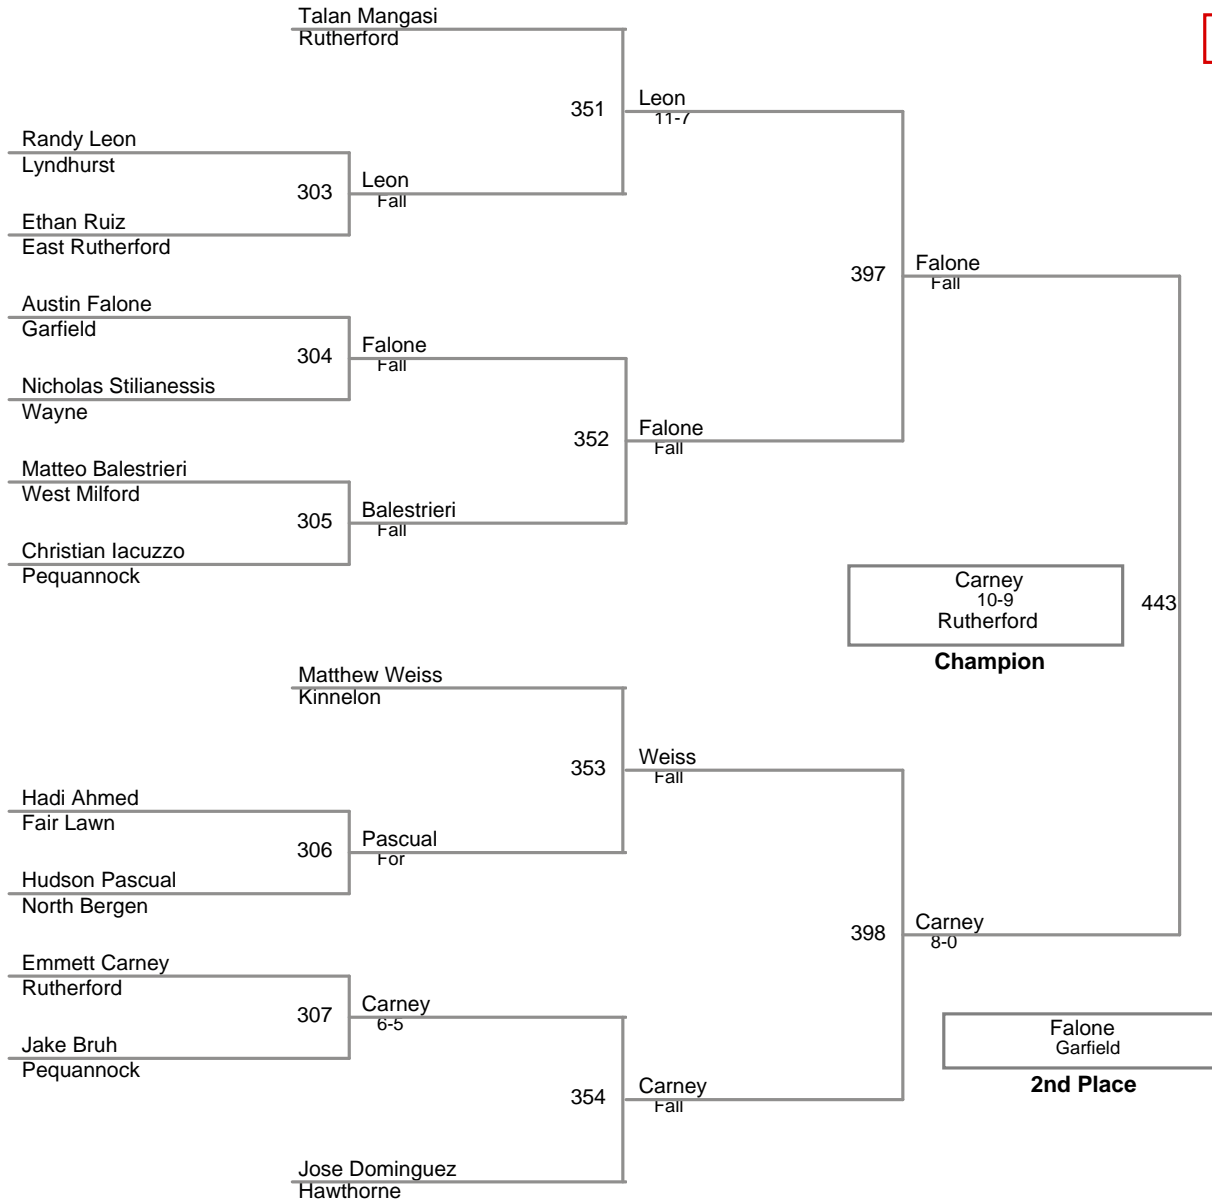 Talan Mangasi
Rutherford
351
Leon
11-7
Randy Leon
Lyndhurst
303
Leon
Fall
Ethan Ruiz
East Rutherford
397
Falone
Fall
Austin Falone
Garfield
304
Falone
Fall
Nicholas Stilianessis
Wayne
352
Falone
Fall
Matteo Balestrieri
West Milford
305
Balestrieri
Fall
Christian Iacuzzo
Pequannock
Carney
10-9
Rutherford
443
Champion
Matthew Weiss
Kinnelon
353
Weiss
Fall
Hadi Ahmed
Fair Lawn
306
Pascual
For
Hudson Pascual
North Bergen
398
Carney
8-0
Emmett Carney
Rutherford
307
Carney
6-5
Jake Bruh
Pequannock
Falone
Garfield
2nd Place
354
Carney
Fall
Jose Dominguez
Hawthorne